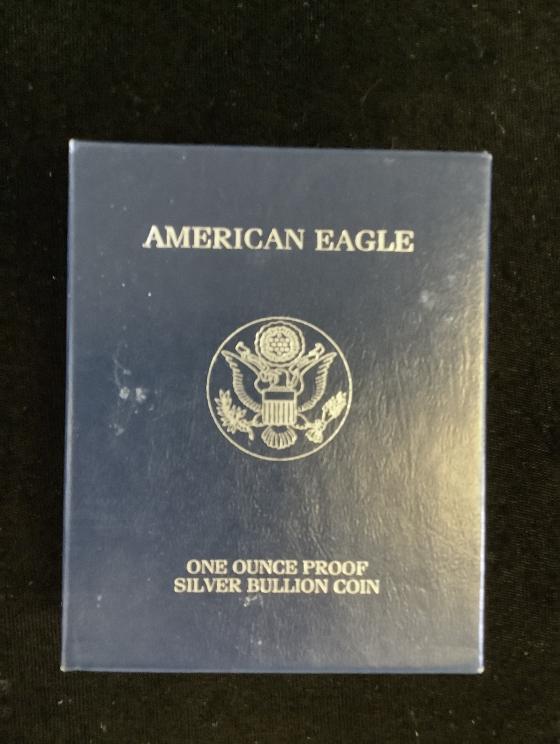 AMERICAN EAGLE
ONE OUNCE PROOF
SILVER BULLION COIN